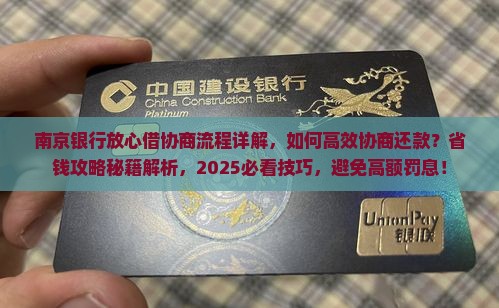 中国建设银行
China Construction Bank
Platinum
南京银行放心借协商流程详解，如何高效协商还款？省
钱攻略秘籍解析，2025必看技巧，避免高额罚息！
UnionPay
银联